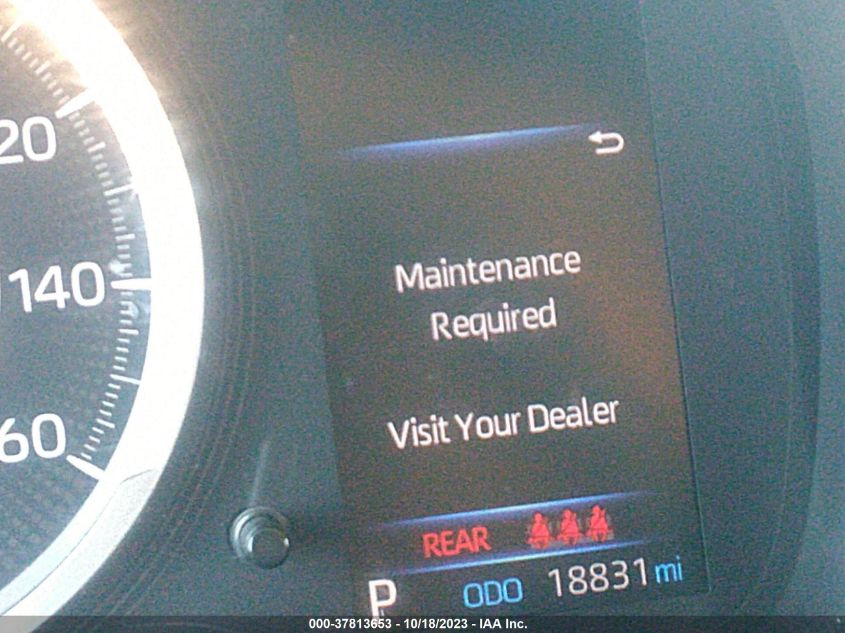 20
140
60
Maintenance
Required
Visit Your Dealer
REAR
P ODO 18831 mi
000-37813653 - 10/18/2023 - IAA Inc.